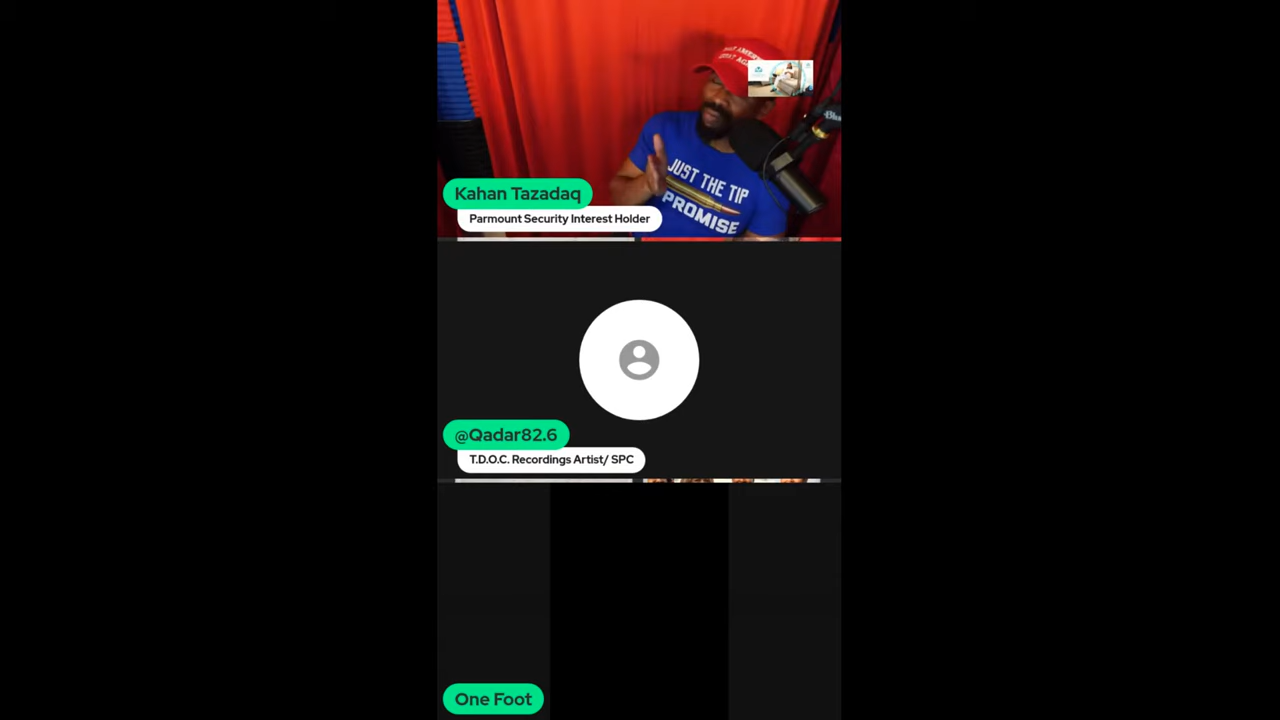 JUST THE TIP
PROMISE
Kahan Tazadaq
Parmount Security Interest Holder
@Qadar82.6
T.D.O.C. Recordings Artist/ SPC
One Foot